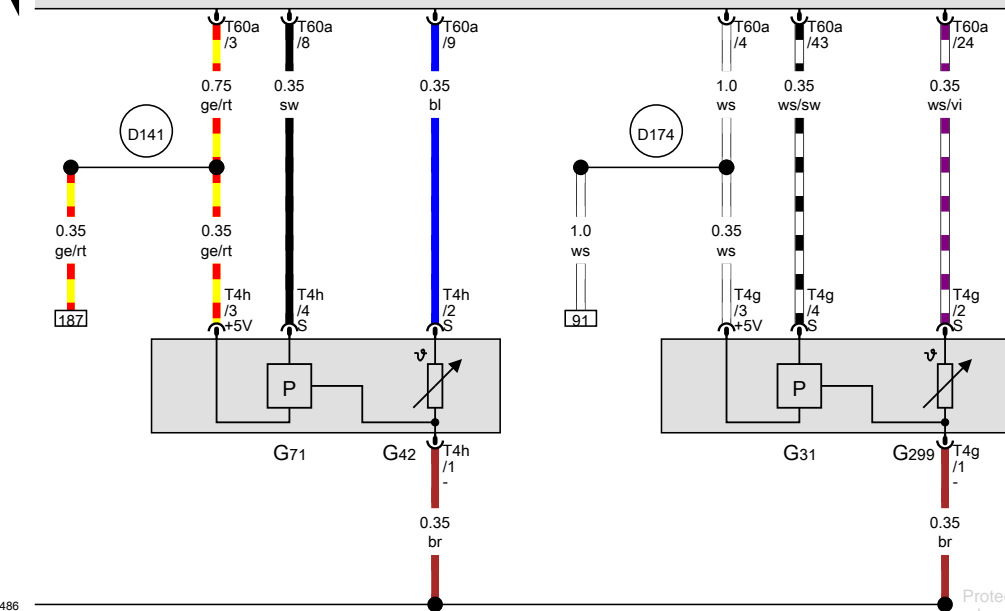 T60a
/3
T60a
/8
T60a
/9
T60a
/4
T60a
/43
T60a
/24
0.75
ge/rt
0.35
sw
0.35
bl
1.0
ws
0.35
ws/sw
0.35
ws/vi
D141
D174
0.35
ge/rt
0.35
ge/rt
1.0
ws
0.35
ws
187
T4h
/3
+5V
T4h
/4
S
T4h
/2
S
91
T4g
/3
+5V
T4g
/4
S
T4g
/2
S
ϑ
ϑ
P
P
G71
G42
T4h
/1
-
G31
G299
T4g
/1
-
0.35
br
0.35
br
486
Protec